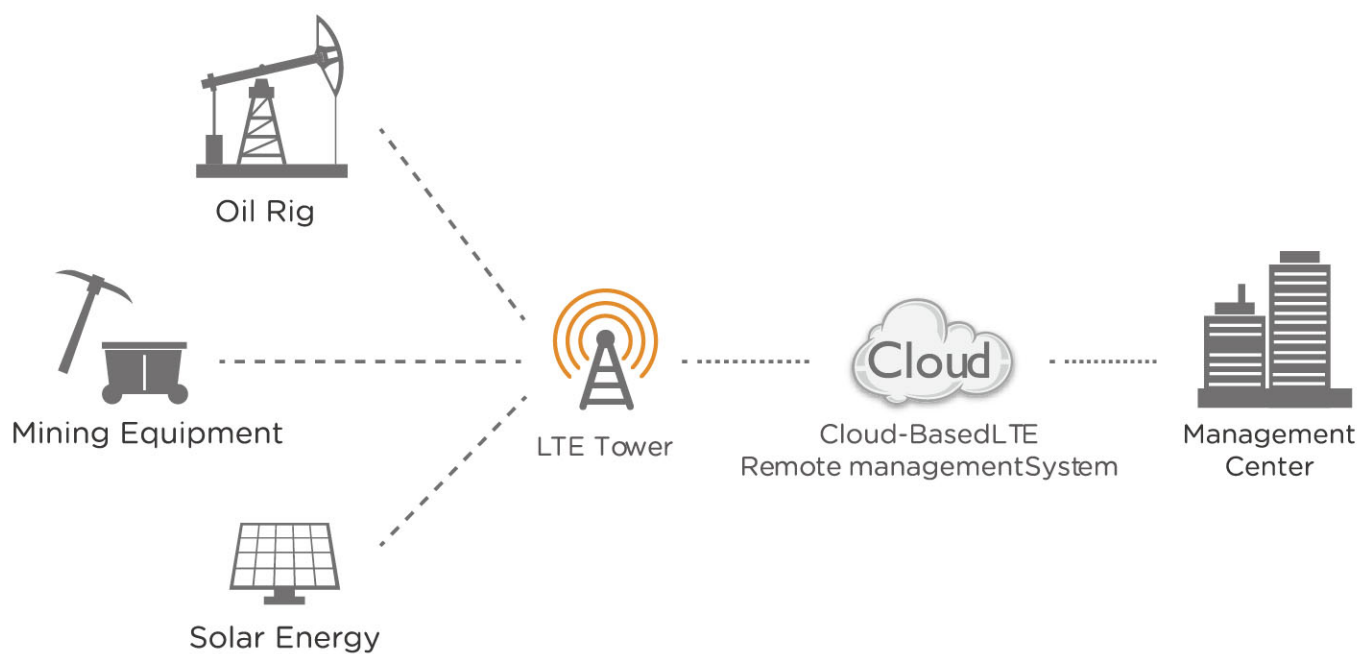 Oil Rig
Mining Equipment
Solar Energy
LTE Tower
Cloud
Cloud-BasedLTE
Remote managementSystem
Management
Center